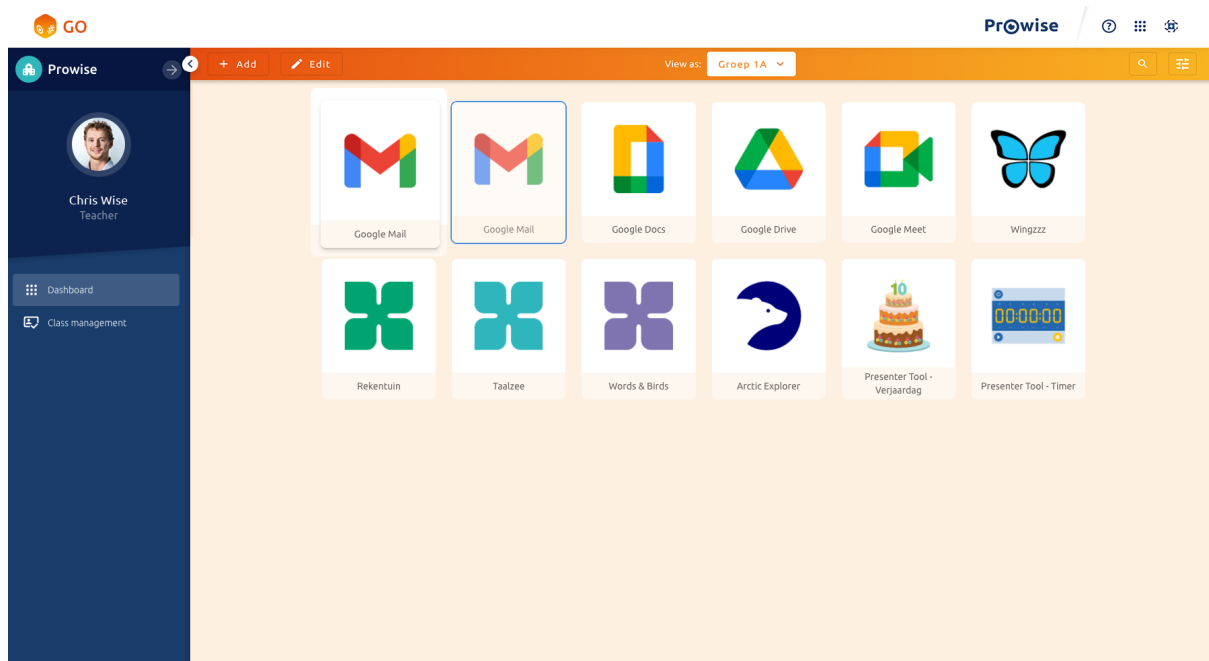 GO
Prowise
Prowise
+ Add
Edit
View as:
Groep 1A
Chris Wise
Teacher
Dashboard
Class management
Google Mail
Google Mail
Google Docs
Google Drive
Google Meet
Wingzzz
10
00:00:00
Rekentuin
Taalzee
Words & Birds
Arctic Explorer
Presenter Tool -
Verjaardag
Presenter Tool - Timer